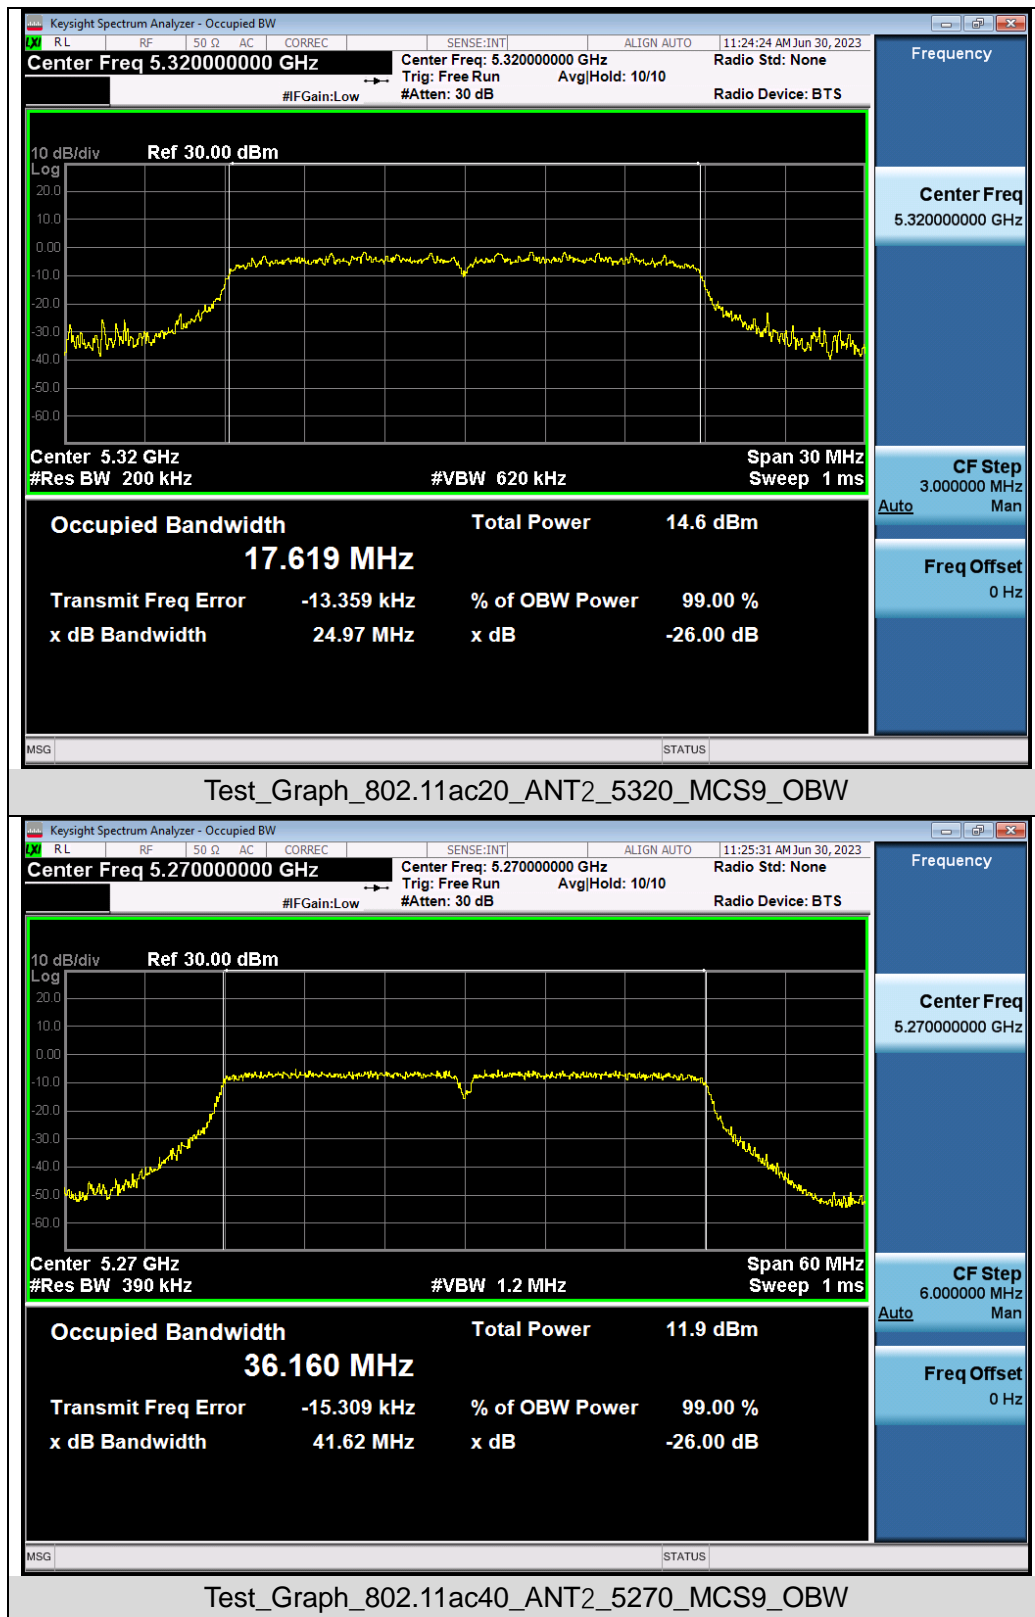 Keysight Spectrum Analyzer - Occupied BW
LXI RL RF 50 Ω AC CORREC SENSE:INT ALIGN AUTO 11:24:24 AM Jun 30, 2023
Center Freq 5.320000000 GHz Center Freq: 5.320000000 GHz Radio Std: None Frequency
Trig: Free Run Avg|Hold: 10/10
#IFGain:Low #Atten: 30 dB Radio Device: BTS
10 dB/div Ref 30.00 dBm
Log
20.0
10.0
0.00
-10.0
-20.0
-30.0
-40.0
-50.0
-60.0
Center Freq
5.320000000 GHz
Center 5.32 GHz Span 30 MHz
#Res BW 200 kHz #VBW 620 kHz Sweep 1 ms
CF Step
3.000000 MHz
Auto Man
Occupied Bandwidth Total Power 14.6 dBm
17.619 MHz
Freq Offset
0 Hz
Transmit Freq Error -13.359 kHz % of OBW Power 99.00 %
x dB Bandwidth 24.97 MHz x dB -26.00 dB
MSG STATUS
Test_Graph_802.11ac20_ANT2_5320_MCS9_OBW
Keysight Spectrum Analyzer - Occupied BW
LXI RL RF 50 Ω AC CORREC SENSE:INT ALIGN AUTO 11:25:31 AM Jun 30, 2023
Center Freq 5.270000000 GHz Center Freq: 5.270000000 GHz Radio Std: None Frequency
Trig: Free Run Avg|Hold: 10/10
#IFGain:Low #Atten: 30 dB Radio Device: BTS
10 dB/div Ref 30.00 dBm
Log
20.0
10.0
0.00
-10.0
-20.0
-30.0
-40.0
-50.0
-60.0
Center Freq
5.270000000 GHz
Center 5.27 GHz Span 60 MHz
#Res BW 390 kHz #VBW 1.2 MHz Sweep 1 ms
CF Step
6.000000 MHz
Auto Man
Occupied Bandwidth Total Power 11.9 dBm
36.160 MHz
Freq Offset
0 Hz
Transmit Freq Error -15.309 kHz % of OBW Power 99.00 %
x dB Bandwidth 41.62 MHz x dB -26.00 dB
MSG STATUS
Test_Graph_802.11ac40_ANT2_5270_MCS9_OBW